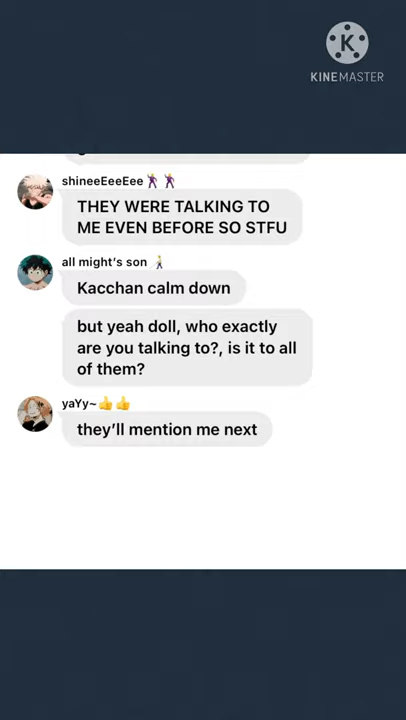 KINEMASTER
shineeEeeEee🕺🕺
THEY WERE TALKING TO
ME EVEN BEFORE SO STFU
all might's son 🕺
Kacchan calm down
but yeah doll, who exactly
are you talking to?, is it to all
of them?
yaYy~👍👍
they'll mention me next